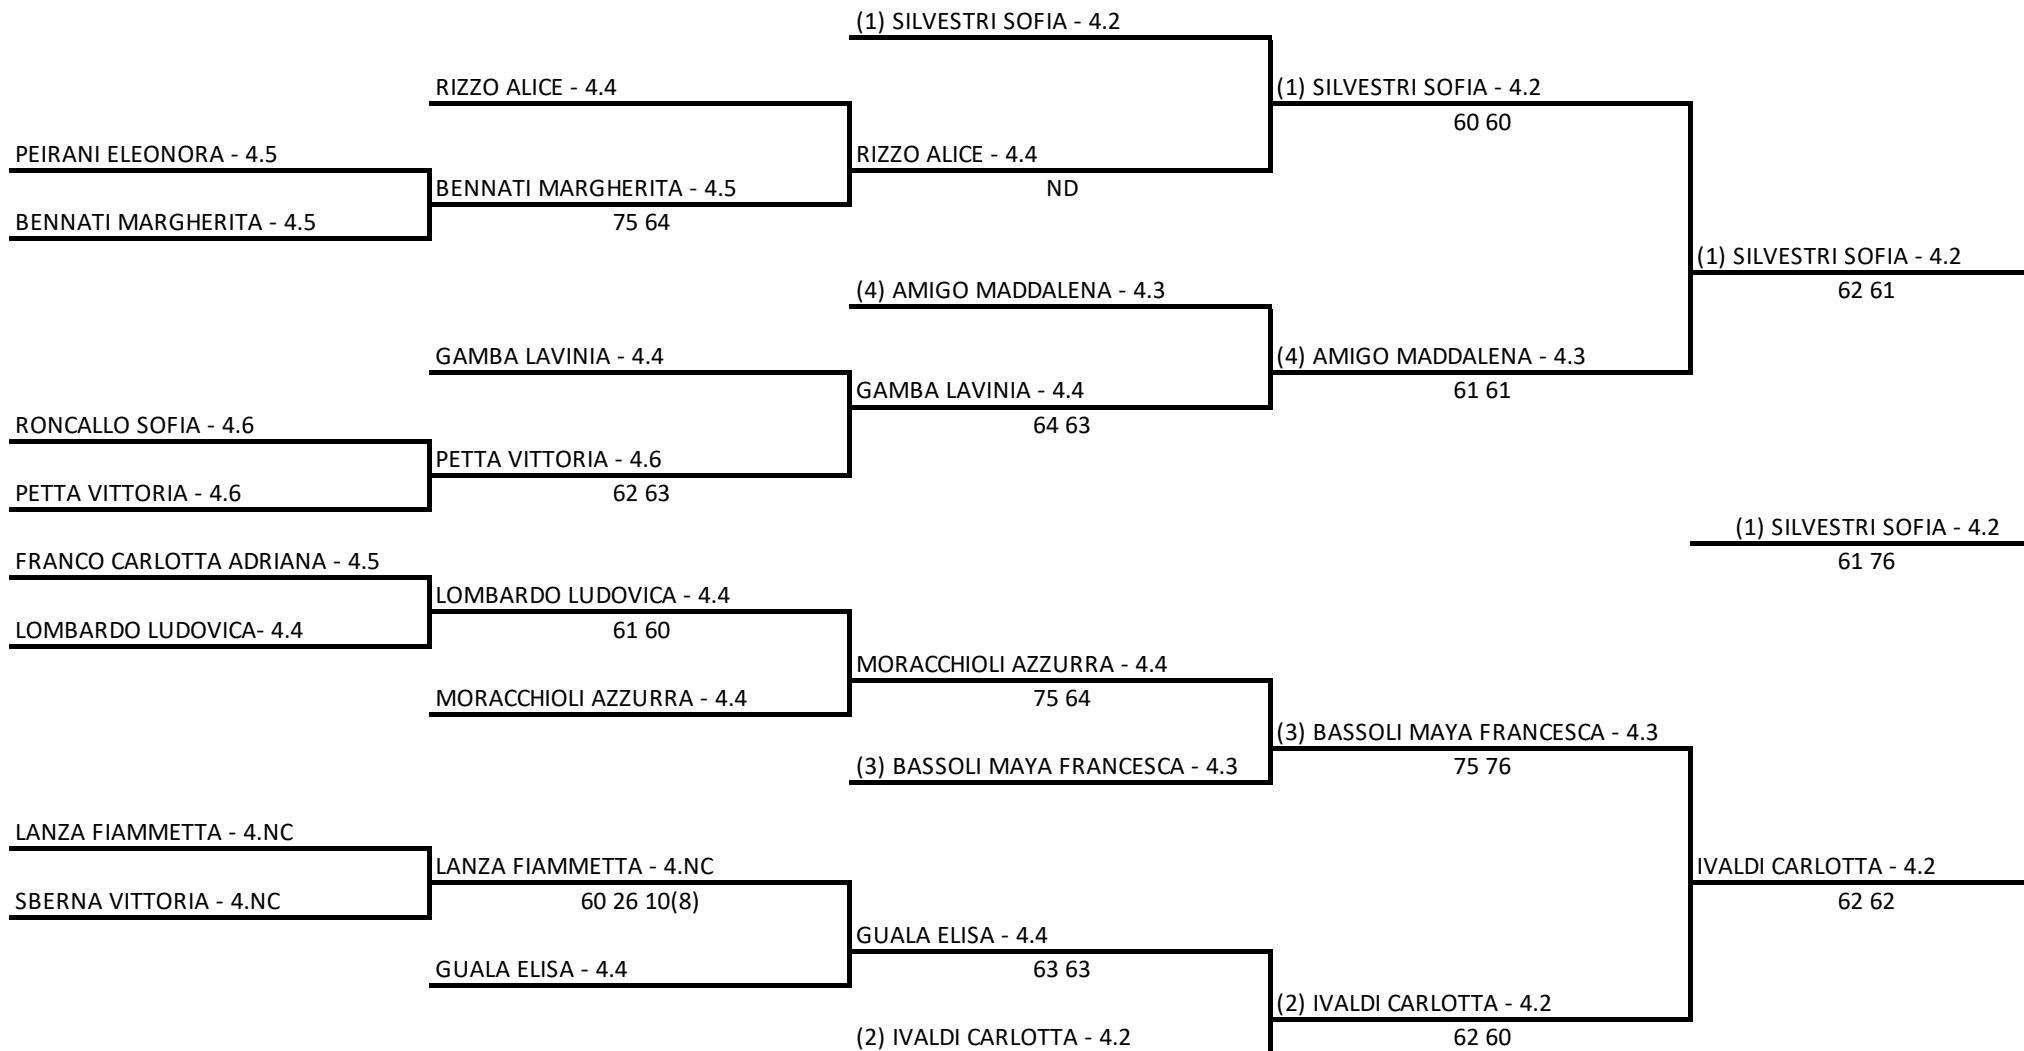 (1) SILVESTRI SOFIA - 4.2
RIZZO ALICE - 4.4
(1) SILVESTRI SOFIA - 4.2
60 60
PEIRANI ELEONORA - 4.5
RIZZO ALICE - 4.4
BENNATI MARGHERITA - 4.5
ND
BENNATI MARGHERITA - 4.5
75 64
(1) SILVESTRI SOFIA - 4.2
(4) AMIGO MADDALENA - 4.3
62 61
GAMBA LAVINIA - 4.4
(4) AMIGO MADDALENA - 4.3
GAMBA LAVINIA - 4.4
61 61
RONCALLO SOFIA - 4.6
64 63
PETTA VITTORIA - 4.6
PETTA VITTORIA - 4.6
62 63
(1) SILVESTRI SOFIA - 4.2
FRANCO CARLOTTA ADRIANA - 4.5
61 76
LOMBARDO LUDOVICA - 4.4
LOMBARDO LUDOVICA- 4.4
61 60
MORACCHIOLI AZZURRA - 4.4
MORACCHIOLI AZZURRA - 4.4
75 64
(3) BASSOLI MAYA FRANCESCA - 4.3
(3) BASSOLI MAYA FRANCESCA - 4.3
75 76
LANZA FIAMMETTA - 4.NC
LANZA FIAMMETTA - 4.NC
IVALDI CARLOTTA - 4.2
SBERNA VITTORIA - 4.NC
60 26 10(8)
62 62
GUALA ELISA - 4.4
GUALA ELISA - 4.4
63 63
(2) IVALDI CARLOTTA - 4.2
(2) IVALDI CARLOTTA - 4.2
62 60